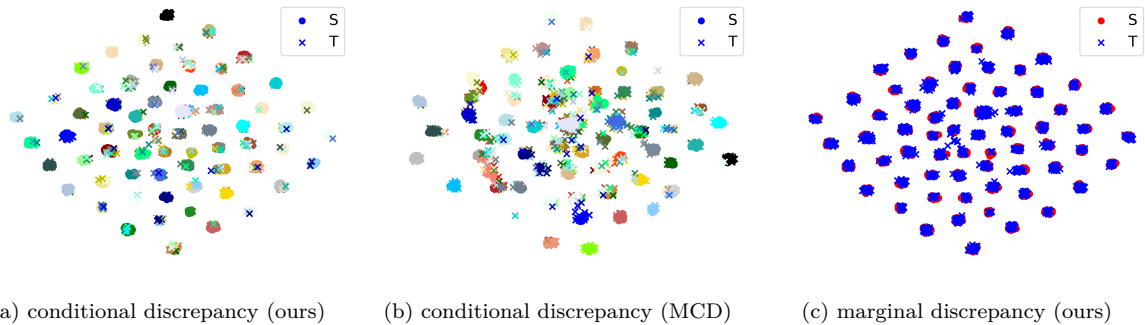 S
T
S
T
S
T
a) conditional discrepancy (ours)
(b) conditional discrepancy (MCD)
(c) marginal discrepancy (ours)